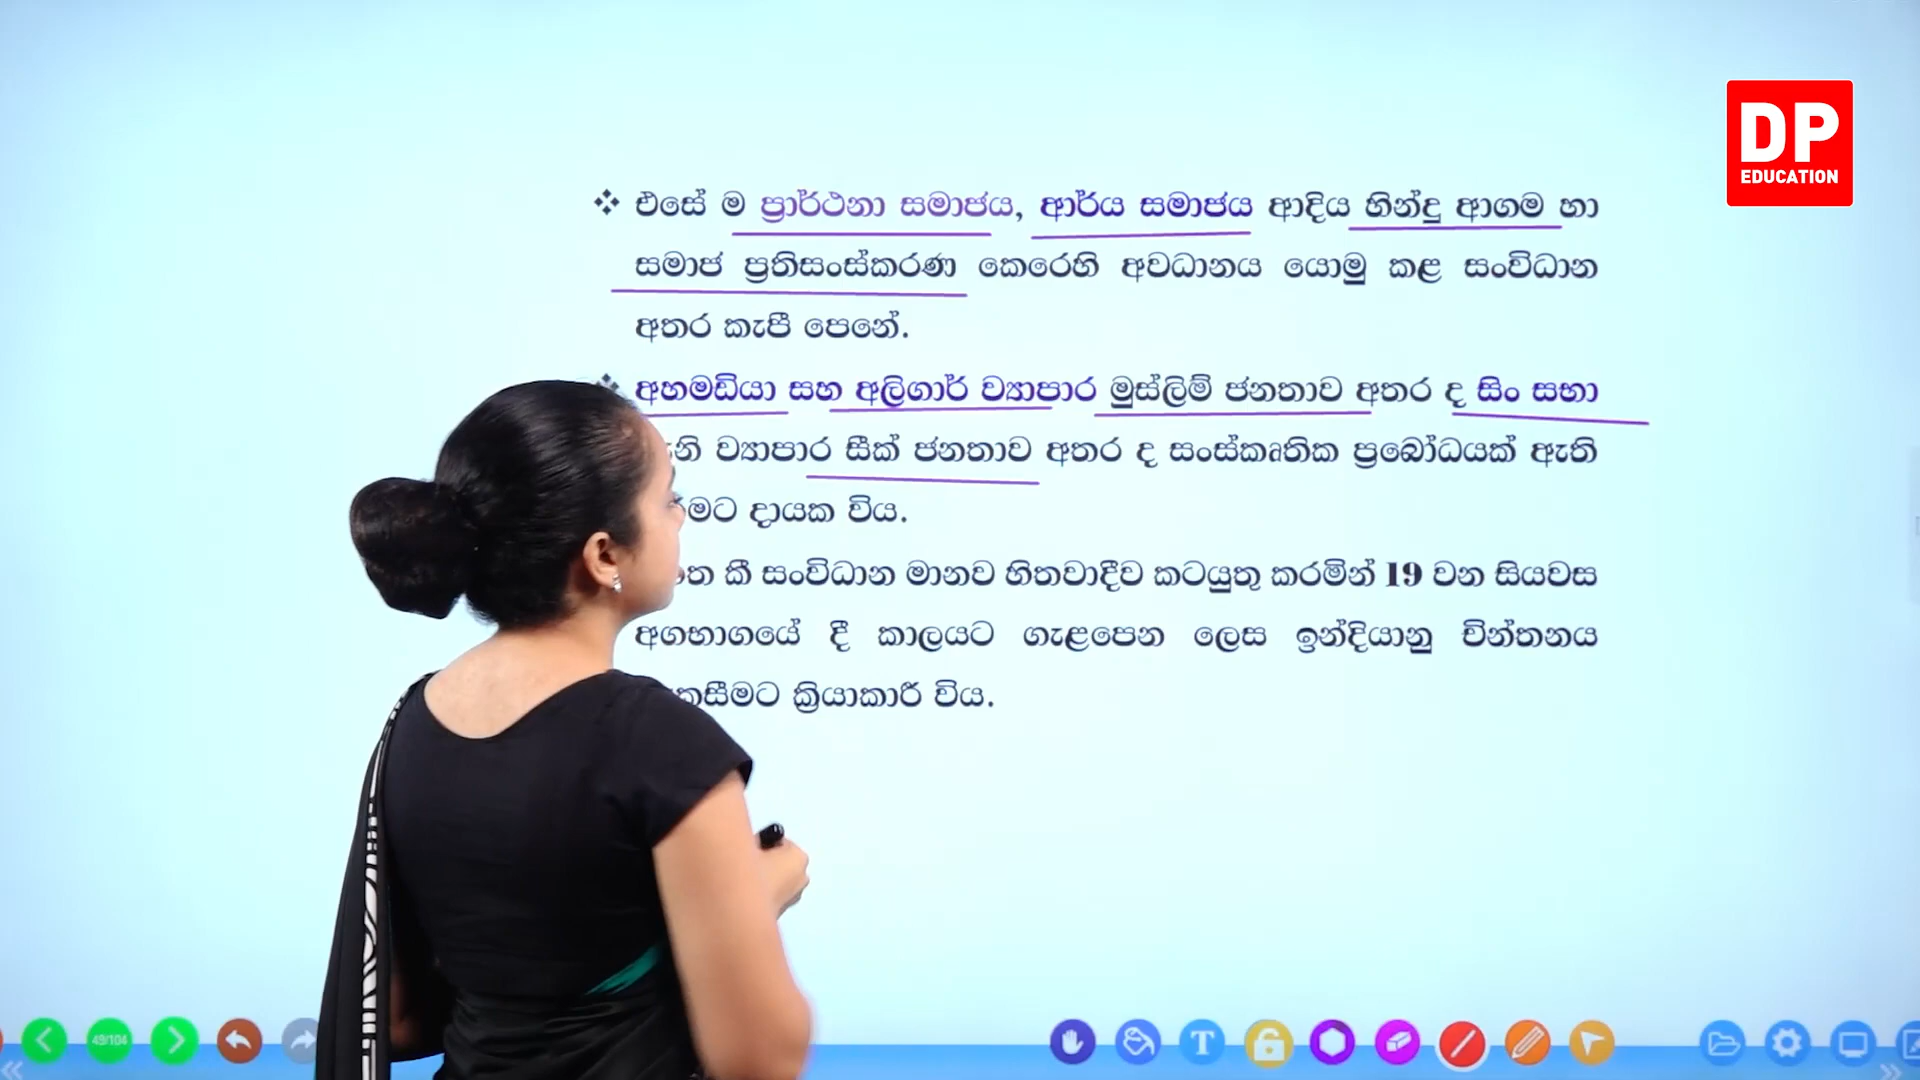 DP
EDUCATION
❖ එසේ ම ප්‍රාර්ථනා සමාජය, ආර්ය සමාජය ආදිය හින්දු ආගම හා
සමාජ ප්‍රතිසංස්කරණ කෙරෙහි අවධානය යොමු කළ සංවිධාන
අතර කැපී පෙනේ.
❖ අහමඩියා සහ අලිගාර් ව්‍යාපාර මුස්ලිම් ජනතාව අතර ද සිං සභා
ව්‍යාපාර සීක් ජනතාව අතර ද සංස්කෘතික ප්‍රබෝධයක් ඇති
දායක විය.
කී සංවිධාන මානව හිතවාදීව කටයුතු කරමින් 19 වන සියවස
අගභාගයේ දී කාලයට ගැළපෙන ලෙස ඉන්දියානු චින්තනය
ක්‍රියාකාරී විය.
49/104
T